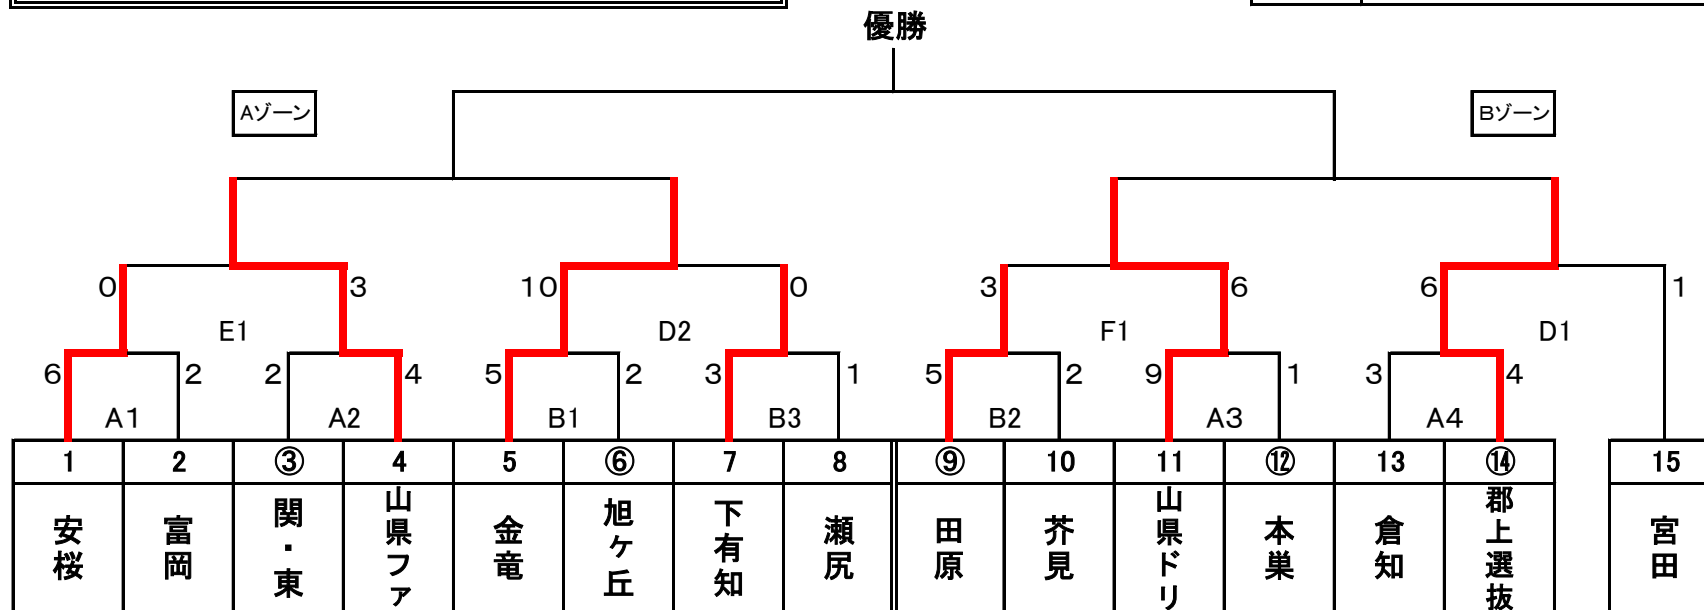 優勝
Aゾーン
Bゾーン
0 3 10 0 3 6 6 1
E1 D2 F1 D1
6 2 2 4 5 2 3 1 5 2 9 1 3 4
A1 A2 B1 B3 B2 A3 A4
1 2 ③ 4 5 ⑥ 7 8 ⑨ 10 11 ⑫ 13 ⑭ 15
安桜
富岡
関・東
山県ファ
金竜
旭ヶ丘
下有知
瀬尻
田原
芥見
山県ドリ
本巣
倉知
郡上選抜
宮田